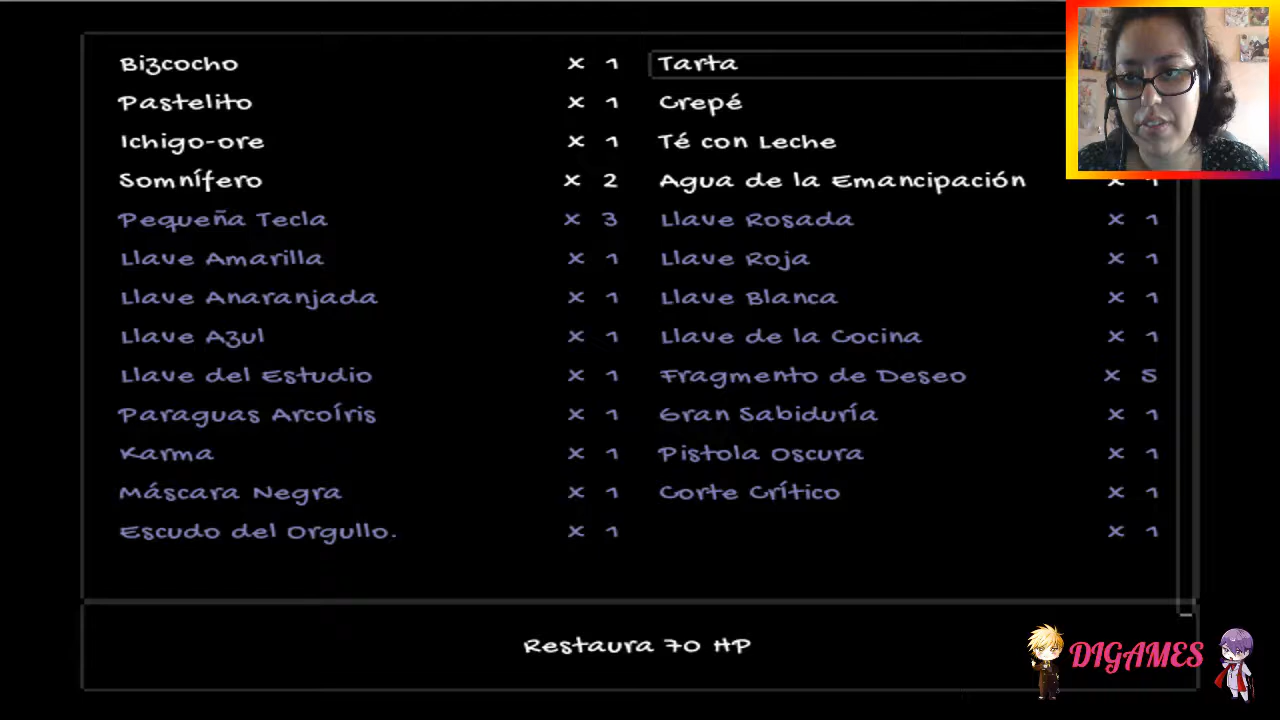 Bizcocho x 1 Tarta
Pastelito x 1 Crepé
Ichigo-ore x 1 Té con Leche
Somnífero x 2 Agua de la Emancipación x 1
Pequeña Tecla x 3 Llave Rosada x 1
Llave Amarilla x 1 Llave Roja x 1
Llave Anaranjada x 1 Llave Blanca x 1
Llave Azul x 1 Llave de la Cocina x 1
Llave del Estudio x 1 Fragmento de Deseo x 5
Paraguas Arcoíris x 1 Gran Sabiduría x 1
Karma x 1 Pistola Oscura x 1
Máscara Negra x 1 Corte Crítico x 1
Escudo del Orgullo. x 1 x 1
Restaura 70 HP
DIGAMES